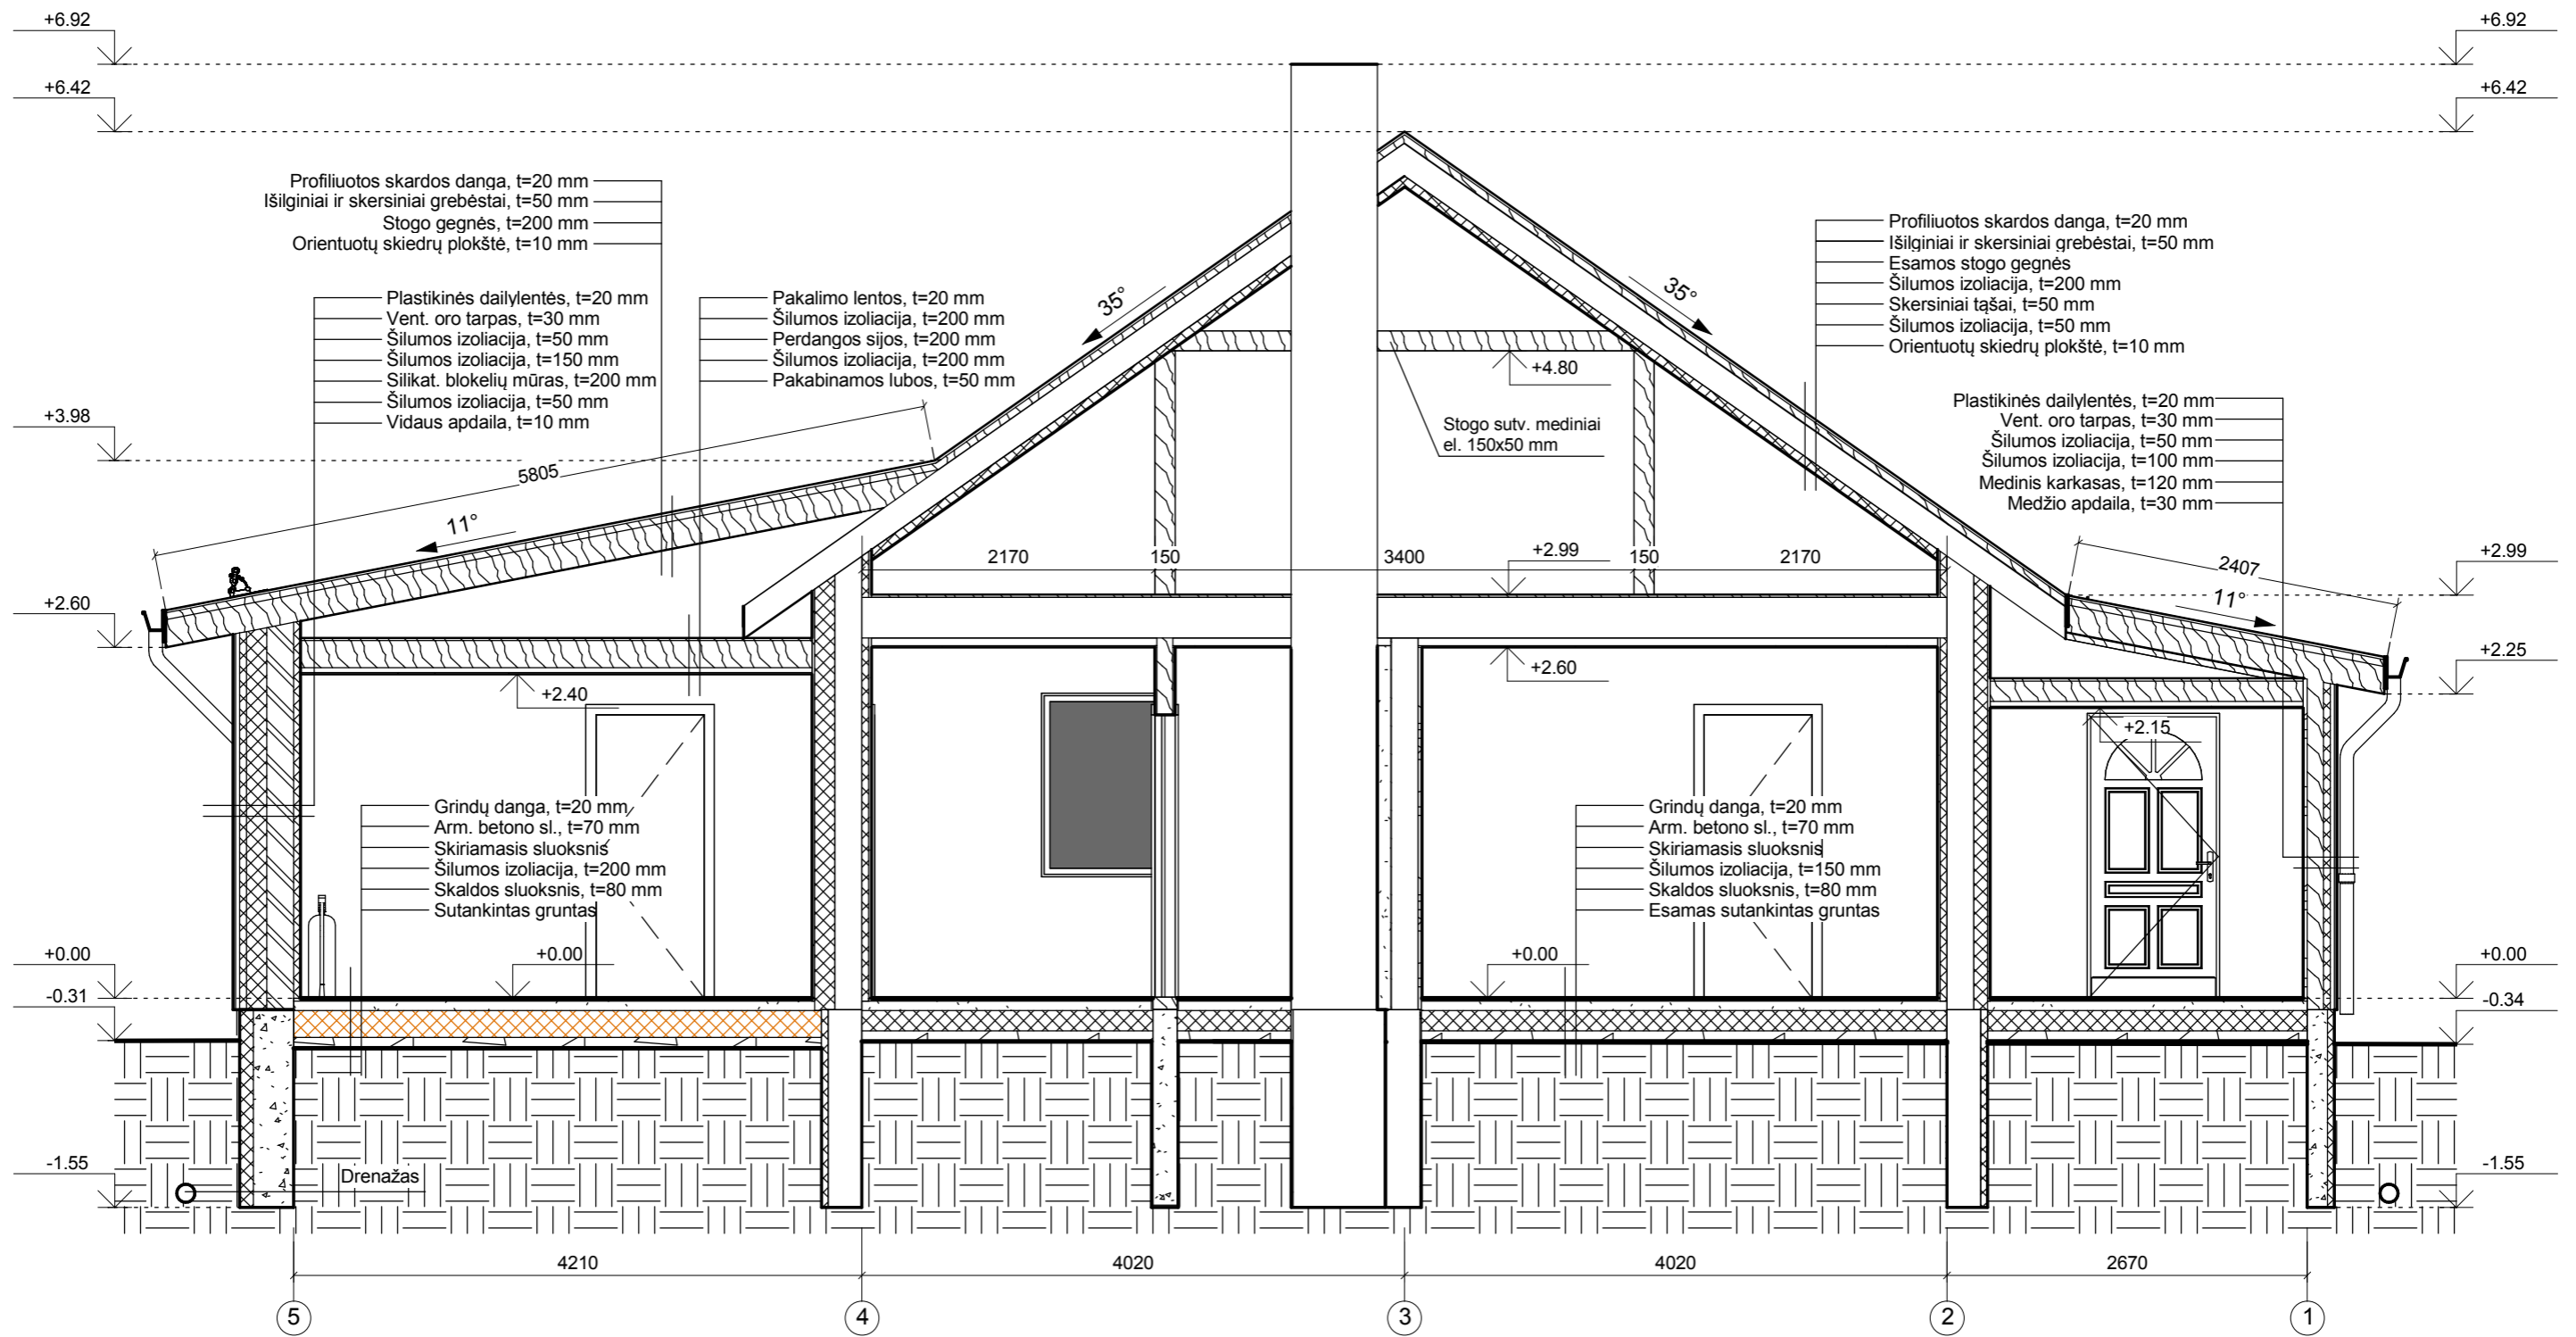 +6.92
+6.92
+6.42
+6.42
Profiliuotos skardos danga, t=20 mm
Išilginiai ir skersiniai grebėstai, t=50 mm
Stogo gegnės, t=200 mm
Orientuotų skiedrų plokštė, t=10 mm
Profiliuotos skardos danga, t=20 mm
Išilginiai ir skersiniai grebėstai, t=50 mm
Esamos stogo gegnės
Šilumos izoliacija, t=200 mm
Skersiniai tąšai, t=50 mm
Šilumos izoliacija, t=50 mm
Orientuotų skiedrų plokštė, t=10 mm
Plastikinės dailylentės, t=20 mm
Vent. oro tarpas, t=30 mm
Šilumos izoliacija, t=50 mm
Šilumos izoliacija, t=150 mm
Silikat. blokelių mūras, t=200 mm
Šilumos izoliacija, t=50 mm
Vidaus apdaila, t=10 mm
Pakalimo lentos, t=20 mm
Šilumos izoliacija, t=200 mm
Perdangos sijos, t=200 mm
Šilumos izoliacija, t=200 mm
Pakabinamos lubos, t=50 mm
35°
35°
+4.80
Stogo sutv. mediniai
el. 150x50 mm
Plastikinės dailylentės, t=20 mm
Vent. oro tarpas, t=30 mm
Šilumos izoliacija, t=50 mm
Šilumos izoliacija, t=100 mm
Medinis karkasas, t=120 mm
Medžio apdaila, t=30 mm
+3.98
5805
11°
2170
150
3400
+2.99
150
2170
+2.99
2407
11°
+2.60
+2.60
+2.25
+2.40
+2.15
Grindų danga, t=20 mm
Arm. betono sl., t=70 mm
Skiriamasis sluoksnis
Šilumos izoliacija, t=200 mm
Skaldos sluoksnis, t=80 mm
Sutankintas gruntas
Grindų danga, t=20 mm
Arm. betono sl., t=70 mm
Skiriamasis sluoksnis
Šilumos izoliacija, t=150 mm
Skaldos sluoksnis, t=80 mm
Esamas sutankintas gruntas
+0.00
+0.00
+0.00
+0.00
-0.31
-0.34
-1.55
Drenažas
-1.55
4210
4020
4020
2670
5
4
3
2
1